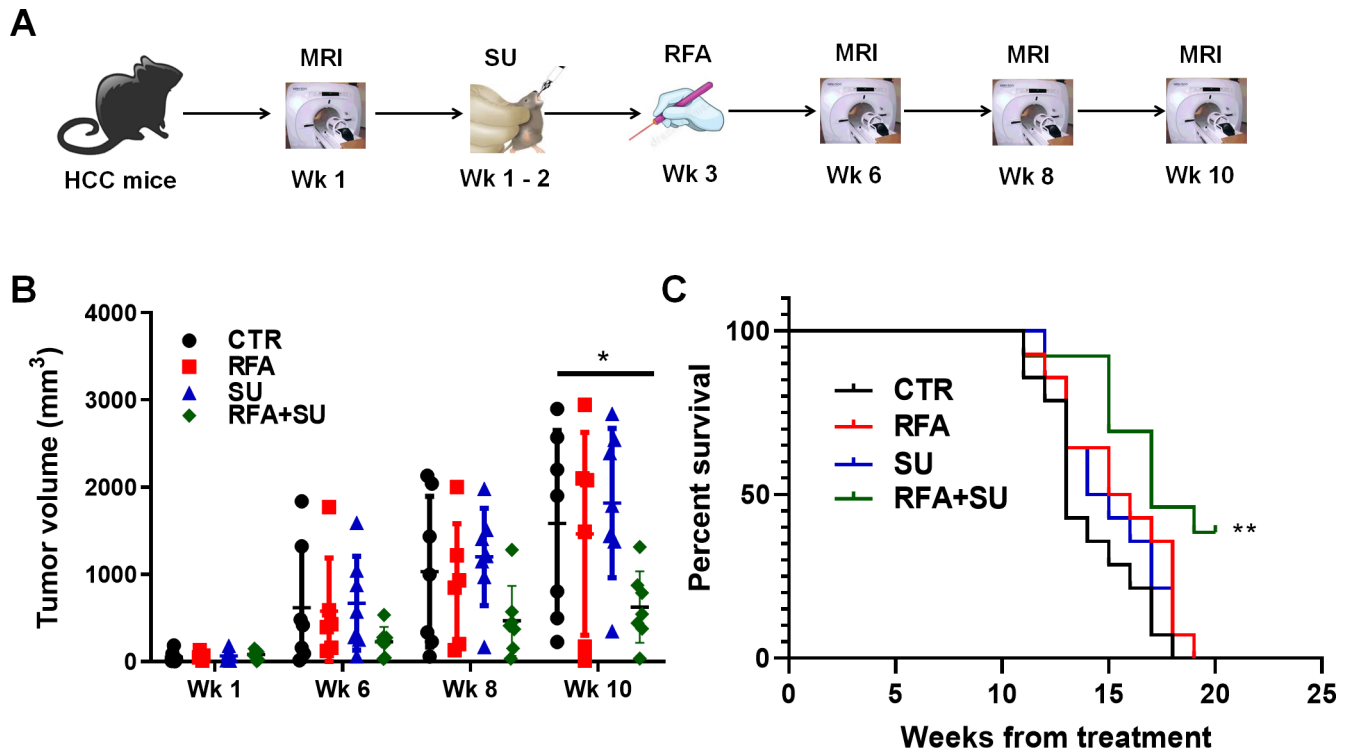 A
MRI
SU
RFA
MRI
MRI
MRI
HCC mice
Wk 1
Wk 1 - 2
Wk 3
Wk 6
Wk 8
Wk 10
B
Tumor volume (mm³)
4000
3000
2000
1000
0
CTR
RFA
SU
RFA+SU
*
Wk 1
Wk 6
Wk 8
Wk 10
C
Percent survival
100
50
0
CTR
RFA
SU
RFA+SU
**
0
5
10
15
20
25
Weeks from treatment